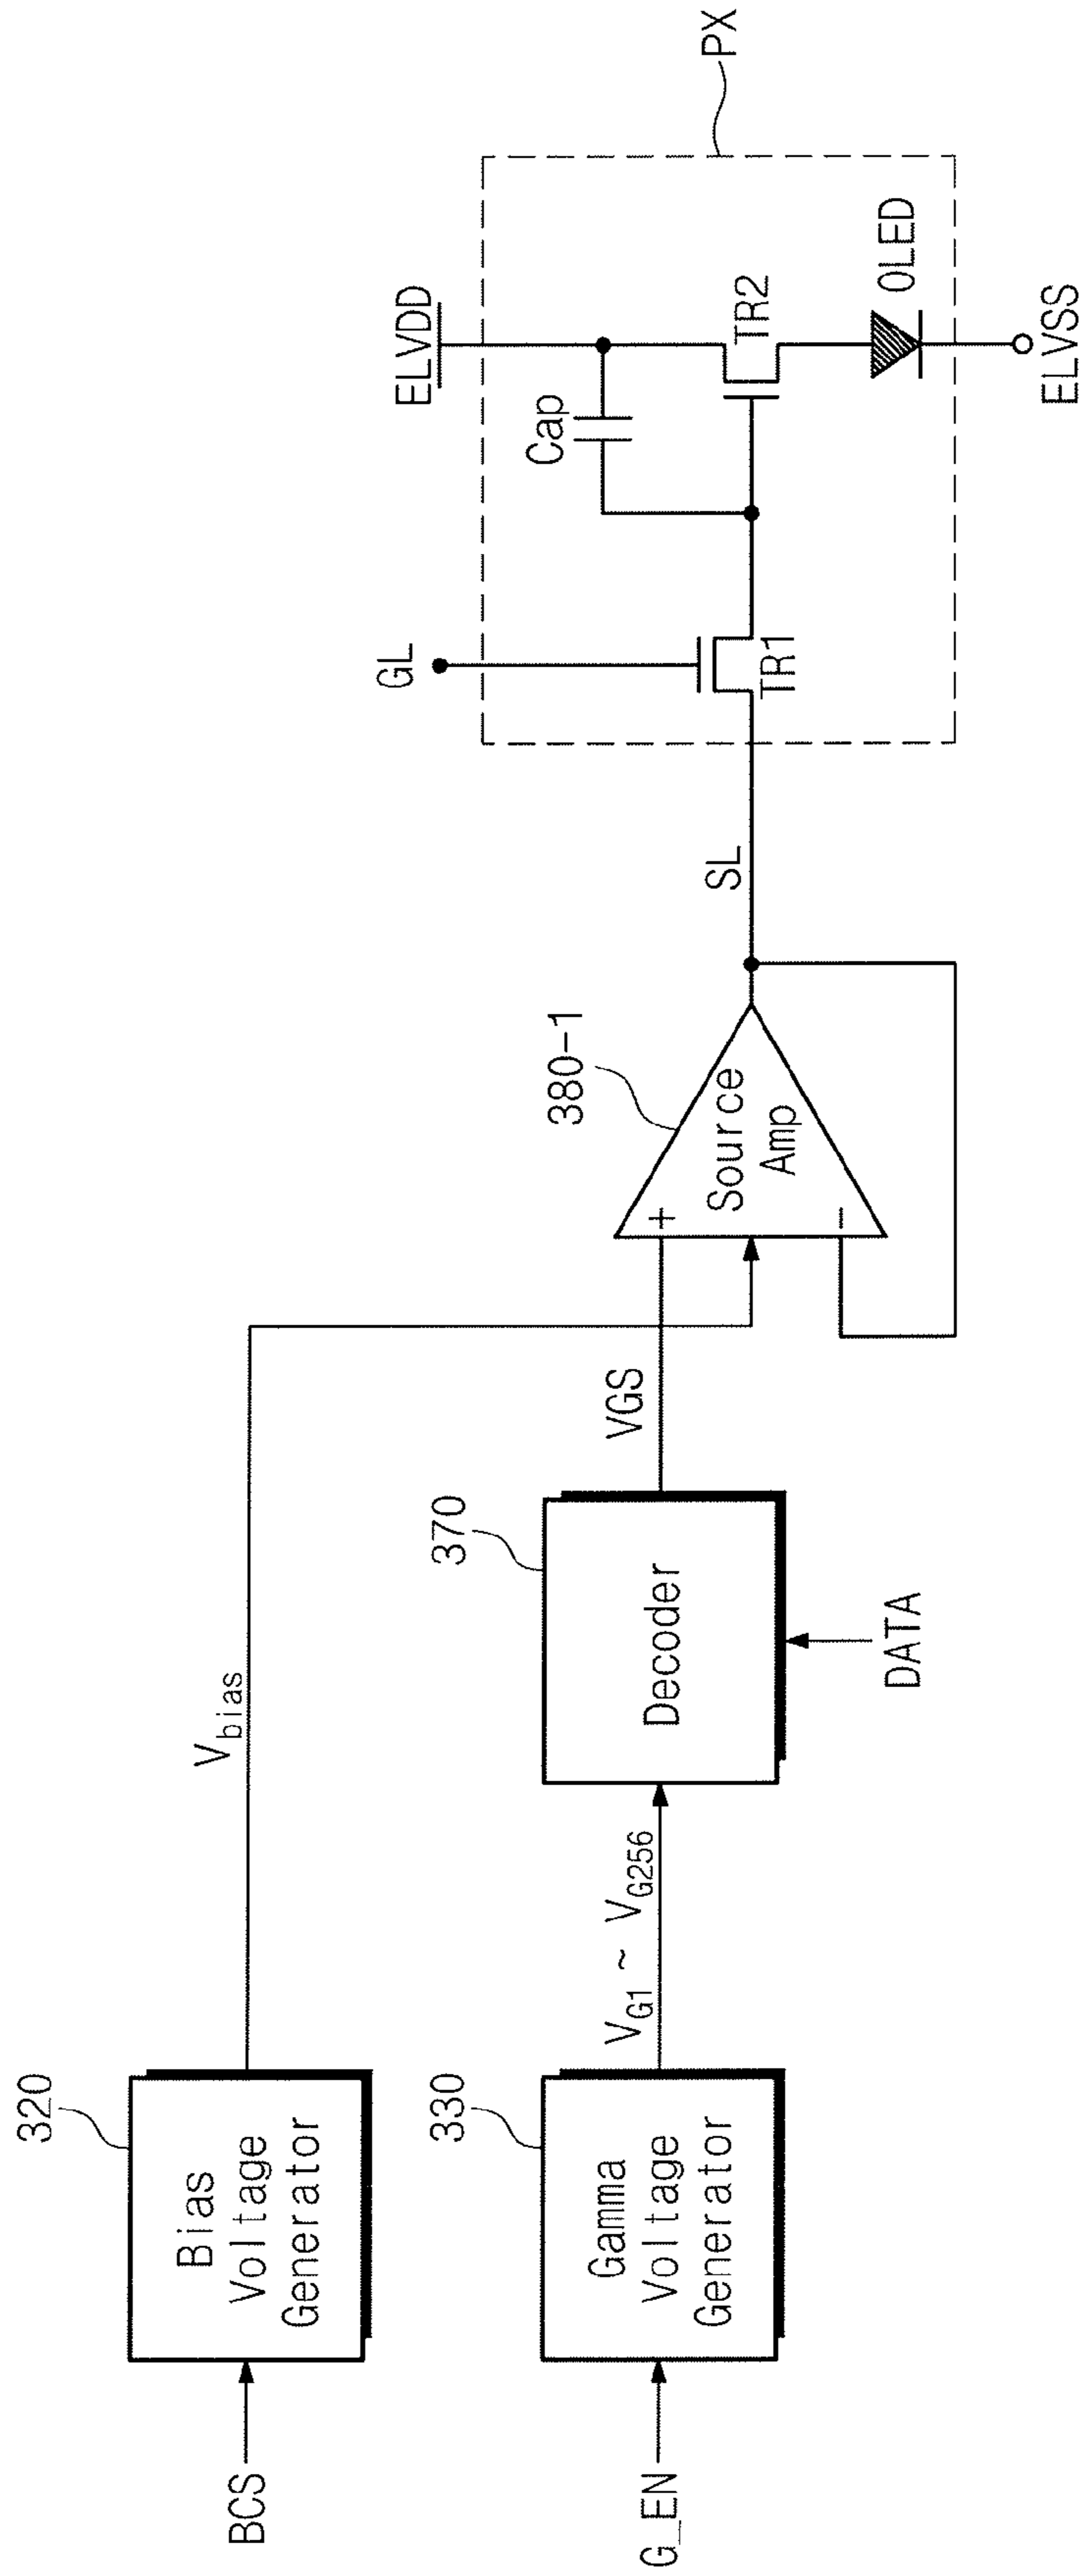 BCS
320
Bias
Voltage
Generator
Vbias
G_EN
330
Gamma
Voltage
Generator
VG1 ~ VG256
370
Decoder
DATA
VGS
380-1
+
Source
Amp
-
SL
GL
TR1
Cap
ELVDD
TR2
OLED
ELVSS
PX